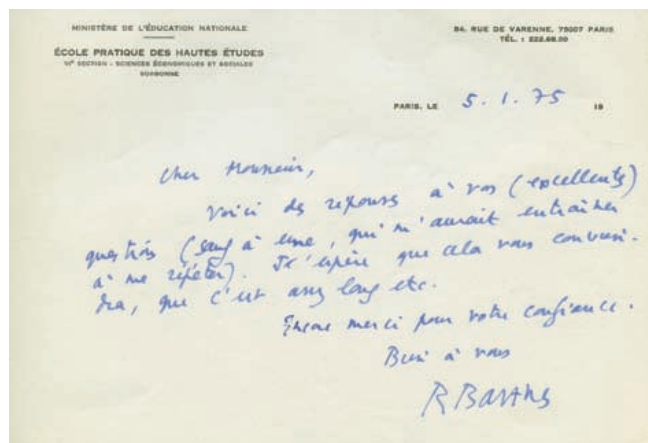 MINISTÈRE DE L'ÉDUCATION NATIONALE
ÉCOLE PRATIQUE DES HAUTES ÉTUDES
VIe SECTION - SCIENCES ÉCONOMIQUES ET SOCIALES
SORBONNE
54, RUE DE VARENNE, 75007 PARIS
TÉL. : 222.68.20
PARIS, LE 5.1.75 19
Cher Monsieur,
Voici des réponses à vos (excellentes)
questions (sauf à une, qui m'aurait entraîner
à me répéter). J'espère que cela vous convien-
dra, que c'est assez long etc.
Encore merci pour votre confiance.
Bien à vous
R Barthes